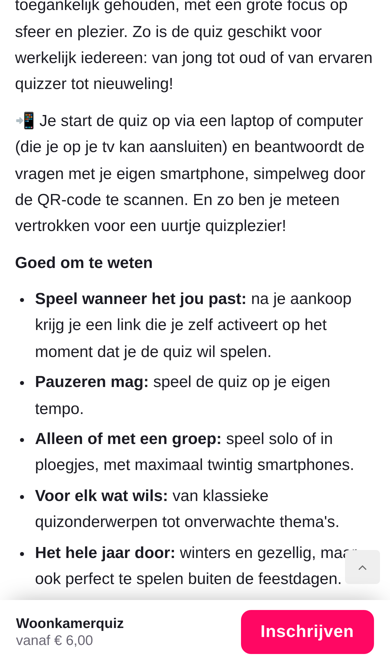 toegankelijk gehouden, met een grote focus op
sfeer en plezier. Zo is de quiz geschikt voor
werkelijk iedereen: van jong tot oud of van ervaren
quizzer tot nieuweling!
📲 Je start de quiz op via een laptop of computer
(die je op je tv kan aansluiten) en beantwoordt de
vragen met je eigen smartphone, simpelweg door
de QR-code te scannen. En zo ben je meteen
vertrokken voor een uurtje quizplezier!
Goed om te weten
• Speel wanneer het jou past: na je aankoop
krijg je een link die je zelf activeert op het
moment dat je de quiz wil spelen.
• Pauzeren mag: speel de quiz op je eigen
tempo.
• Alleen of met een groep: speel solo of in
ploegjes, met maximaal twintig smartphones.
• Voor elk wat wils: van klassieke
quizonderwerpen tot onverwachte thema's.
• Het hele jaar door: winters en gezellig, maar
ook perfect te spelen buiten de feestdagen.
Woonkamerquiz
vanaf € 6,00
Inschrijven